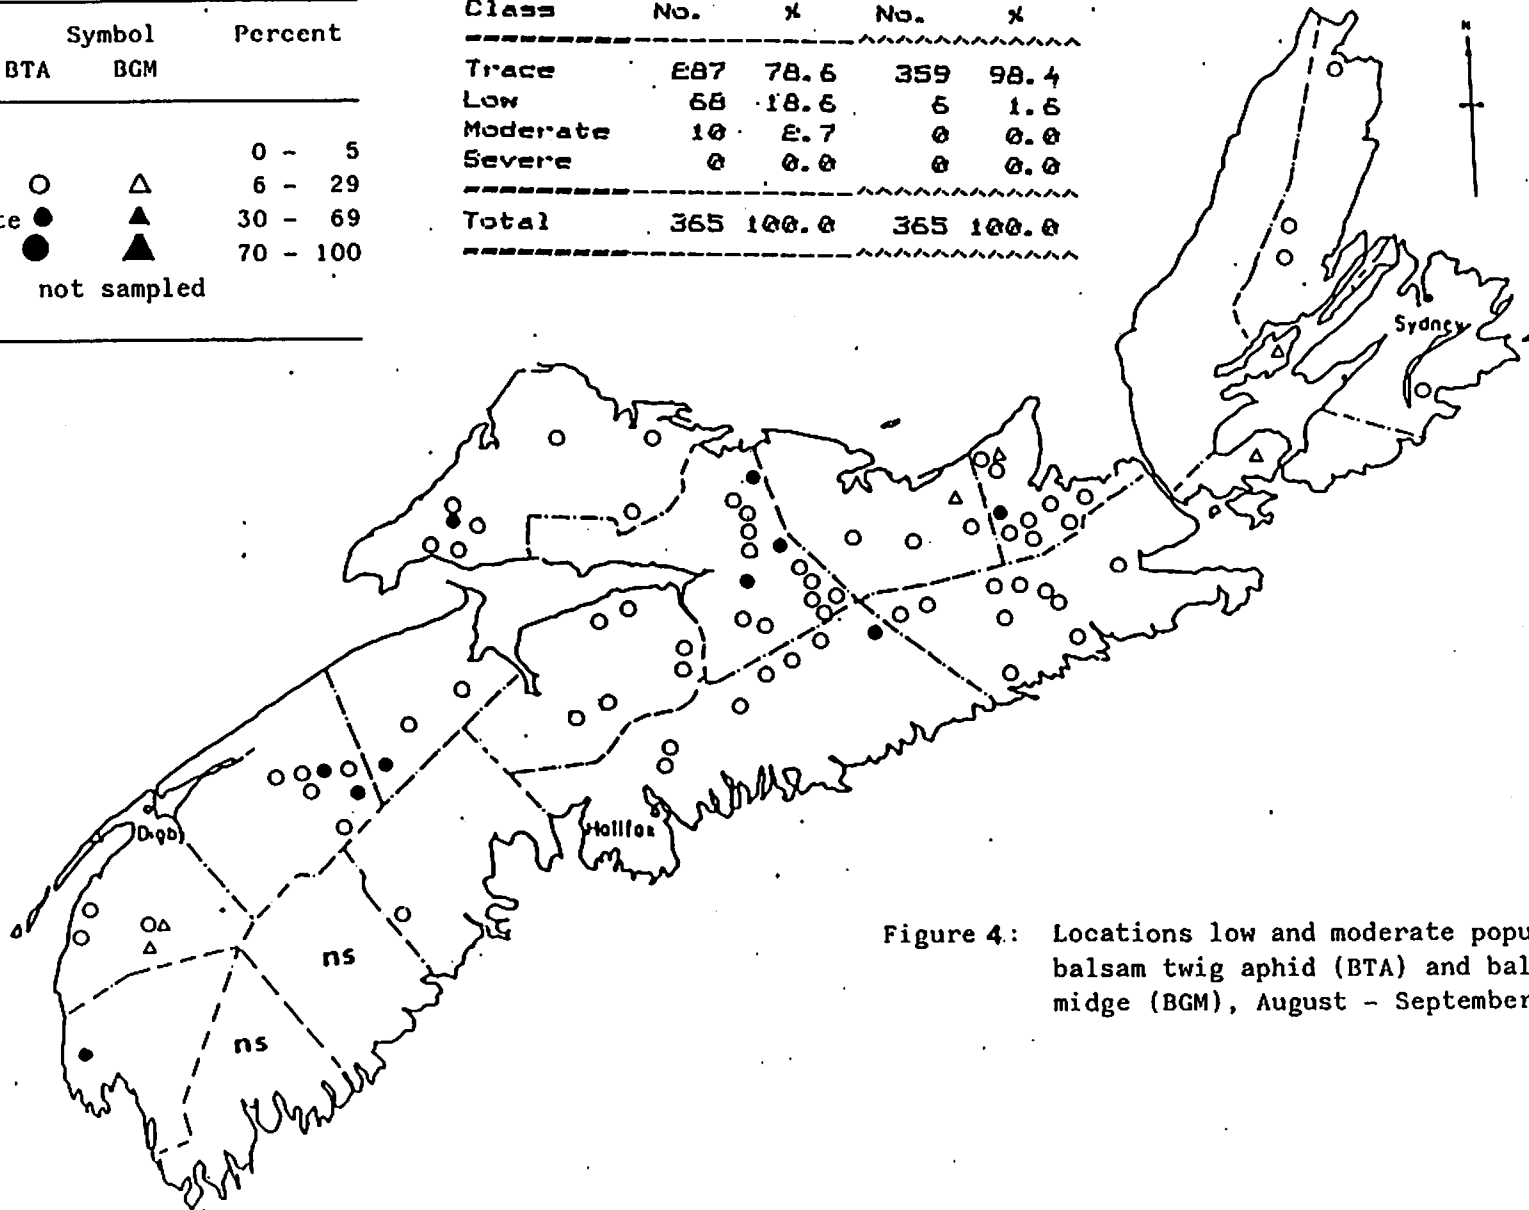 Symbol Percent
BTA BGM
0 - 5
6 - 29
te 30 - 69
70 - 100
not sampled
Class No. % No. %
Trace 287 78.6 359 98.4
Low 68 18.6 6 1.6
Moderate 10 2.7 0 0.0
Severe 0 0.0 0 0.0
Total 365 100.0 365 100.0
N
Sydney
Digby
Halifax
ns
ns
Figure 4.: Locations low and moderate popu
balsam twig aphid (BTA) and bal
midge (BGM), August - September